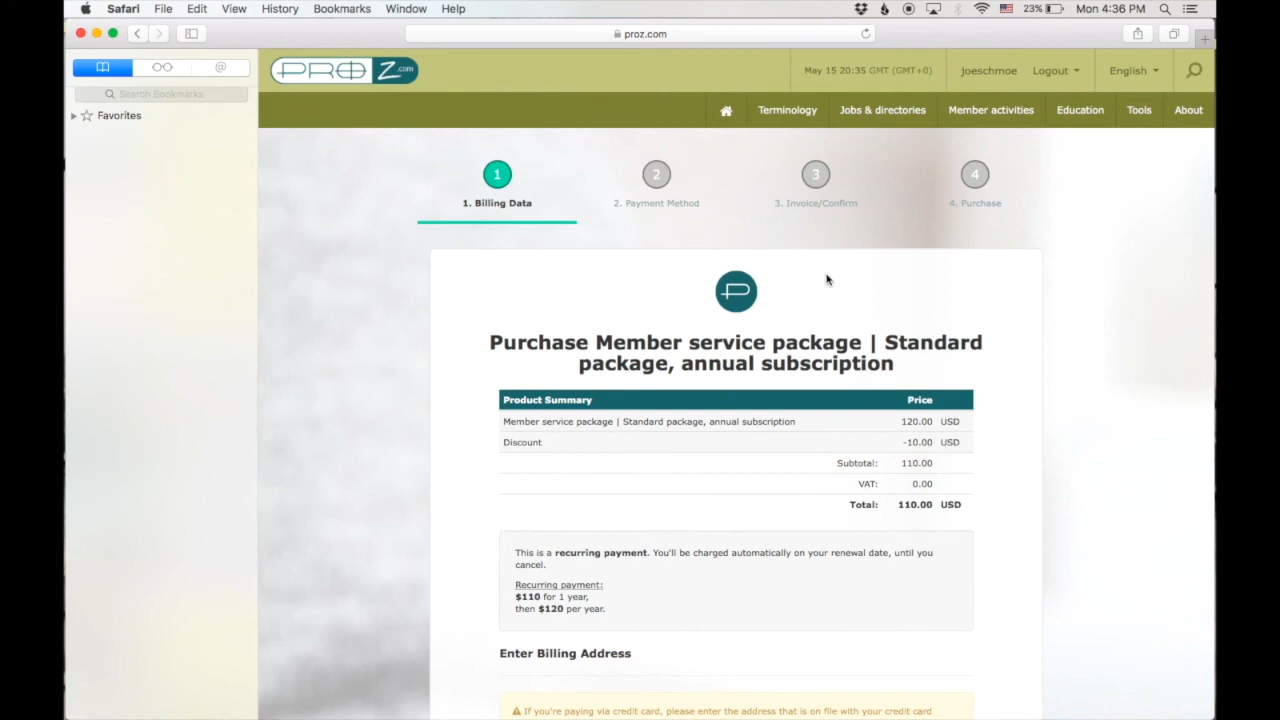 Safari File Edit View History Bookmarks Window Help 23% Mon 4:36 PM
proz.com
PROZ.com May 15 20:35 GMT (GMT+0) joeschmoe Logout English
Search Bookmarks
Favorites
Terminology Jobs & directories Member activities Education Tools About
1 2 3 4
1. Billing Data 2. Payment Method 3. Invoice/Confirm 4. Purchase
P
Purchase Member service package | Standard
package, annual subscription
Product Summary Price
Member service package | Standard package, annual subscription 120.00 USD
Discount -10.00 USD
Subtotal: 110.00
VAT: 0.00
Total: 110.00 USD
This is a recurring payment. You'll be charged automatically on your renewal date, until you
cancel.
Recurring payment:
$110 for 1 year,
then $120 per year.
Enter Billing Address
If you're paying via credit card, please enter the address that is on file with your credit card